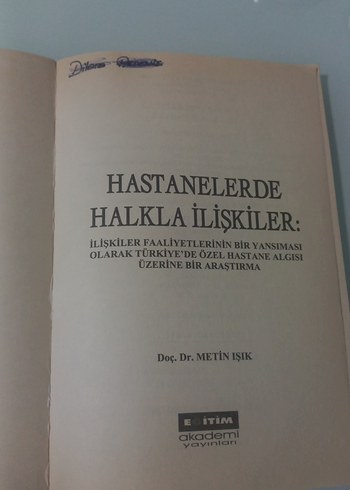 HASTANELERDE
HALKLA İLİŞKİLER:
İLİŞKİLER FAALİYETLERİNİN BİR YANSIMASI
OLARAK TÜRKİYE'DE ÖZEL HASTANE ALGISI
ÜZERİNE BİR ARAŞTIRMA
Doç. Dr. METİN IŞIK
EĞİTİM
akademi
yayınları